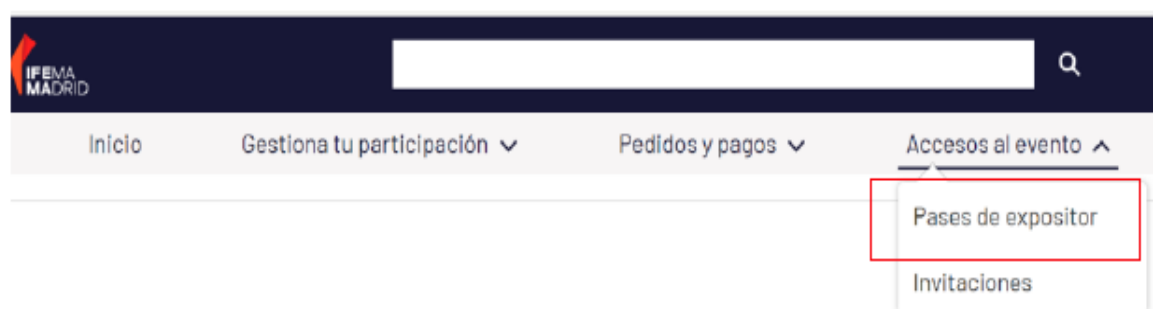 IFEMA
MADRID
Inicio
Gestiona tu participación
Pedidos y pagos
Accesos al evento
Pases de expositor
Invitaciones